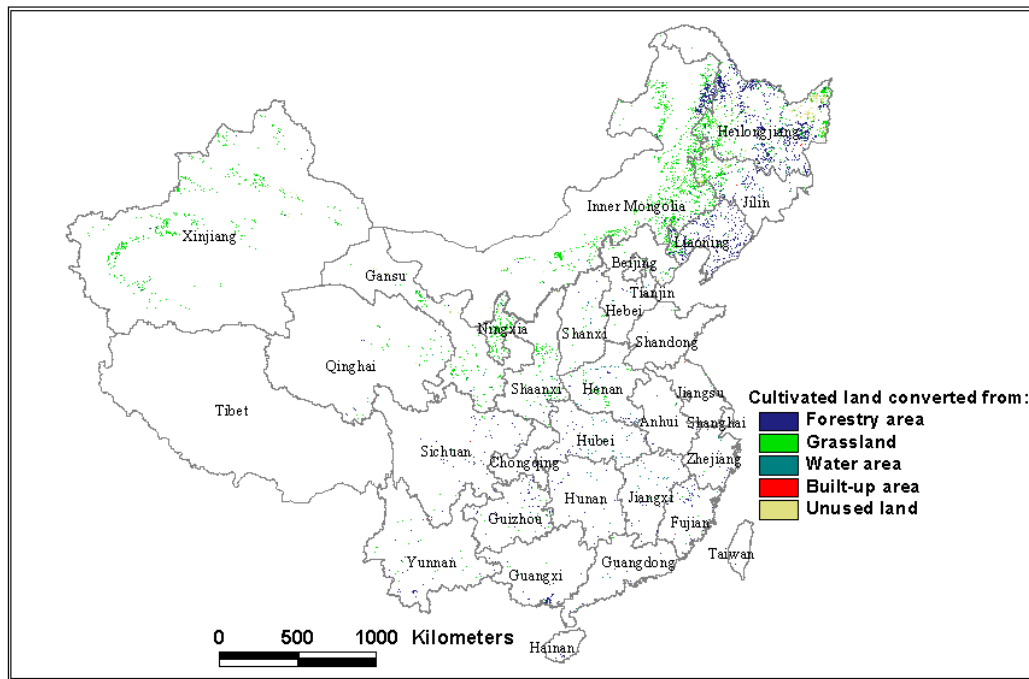 Heilongjiang
Inner Mongolia
Jilin
Xinjiang
Liaoning
Beijing
Gansu
Tianjin
Hebei
Ningxia
Shanxi
Shandong
Qinghai
Shaanxi
Henan
Jiangsu
Tibet
Anhui
Shanghai
Sichuan
Hubei
Chongqing
Zhejiang
Hunan
Jiangxi
Guizhou
Fujian
Yunnan
Guangxi
Guangdong
Taiwan
Hainan
Cultivated land converted from:
Forestry area
Grassland
Water area
Built-up area
Unused land
0 500 1000 Kilometers